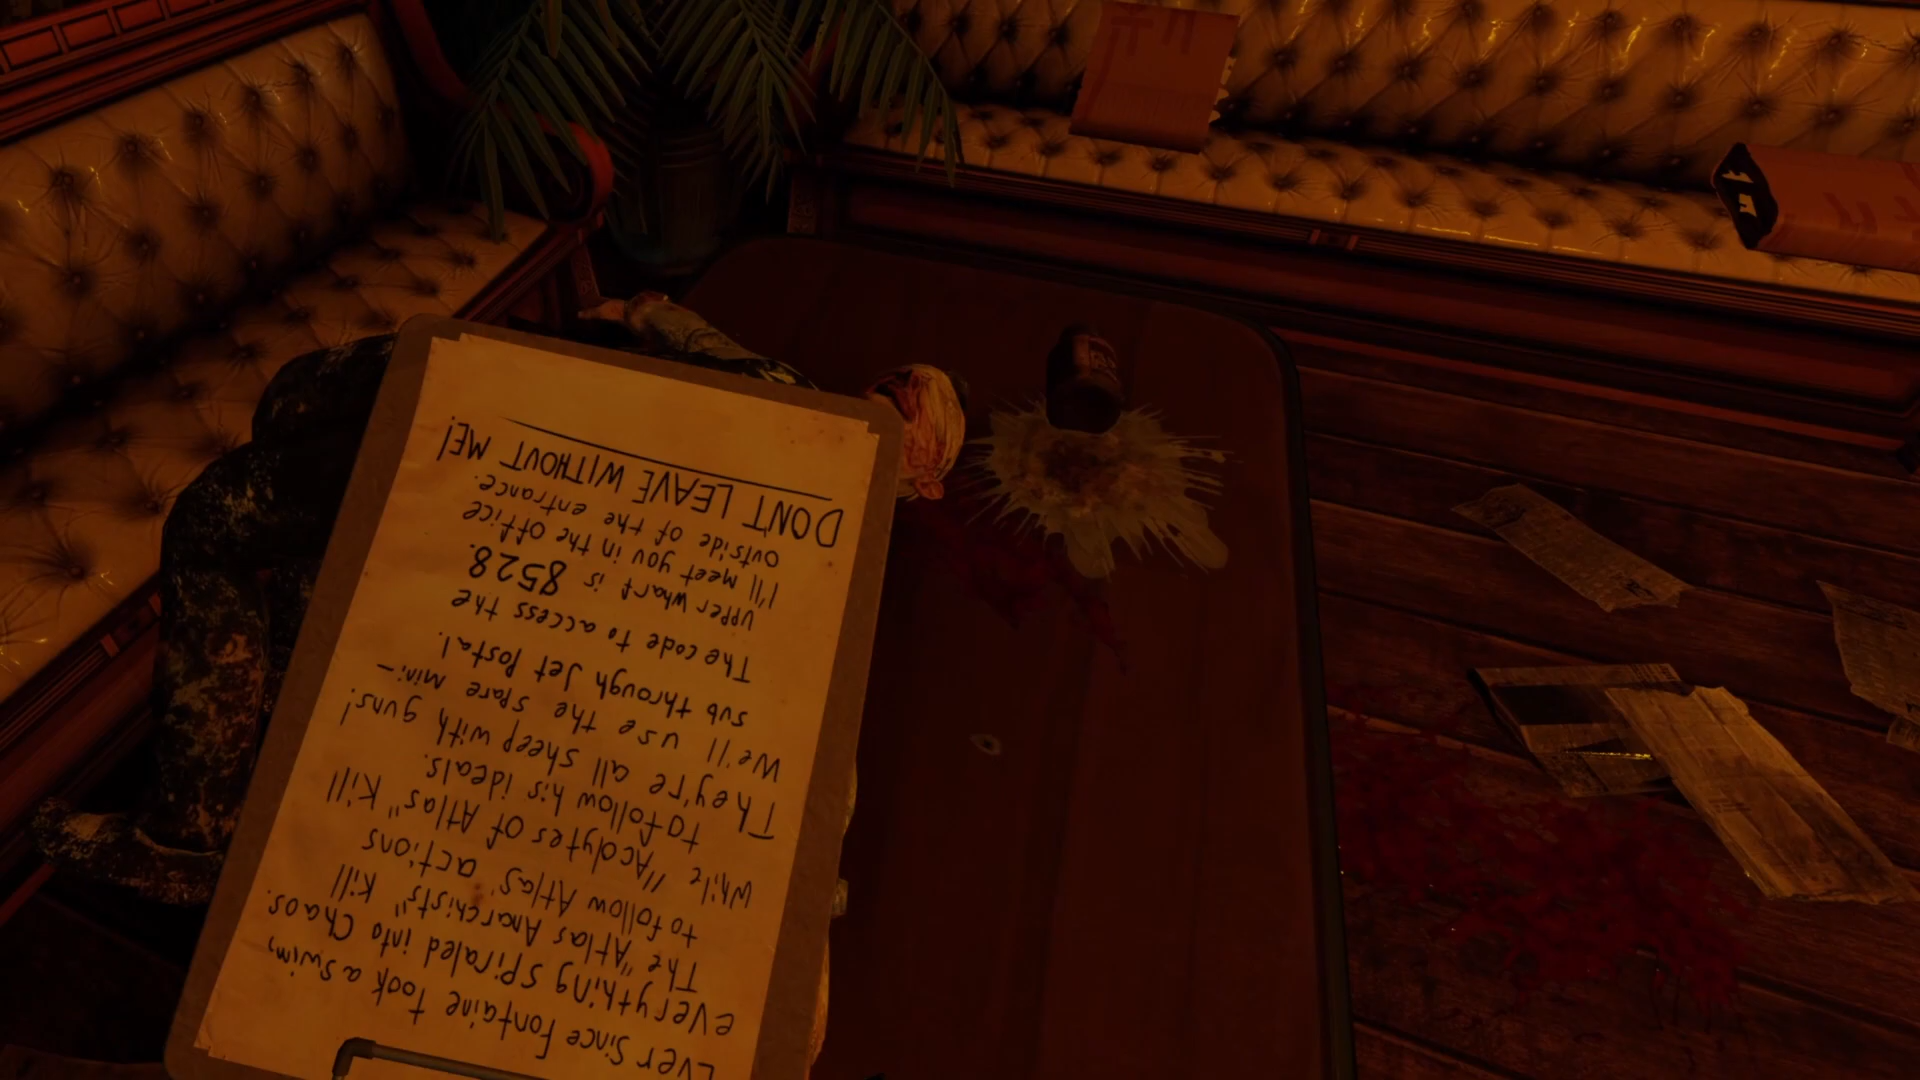 Ever Since Fontaine took a swim,
everything spiraled into Chaos.
The "Atlas Anarchists" kill
to follow Atlas' actions
while "Acolytes of Atlas" kill
to follow his ideals.
They're all sheep with guns!
We'll use the spare mini-
sub through Jet Postal.
The code to access the
upper wharf is 8528.
I'll meet you in the office
outside of the entrance.
DON'T LEAVE WITHOUT ME!